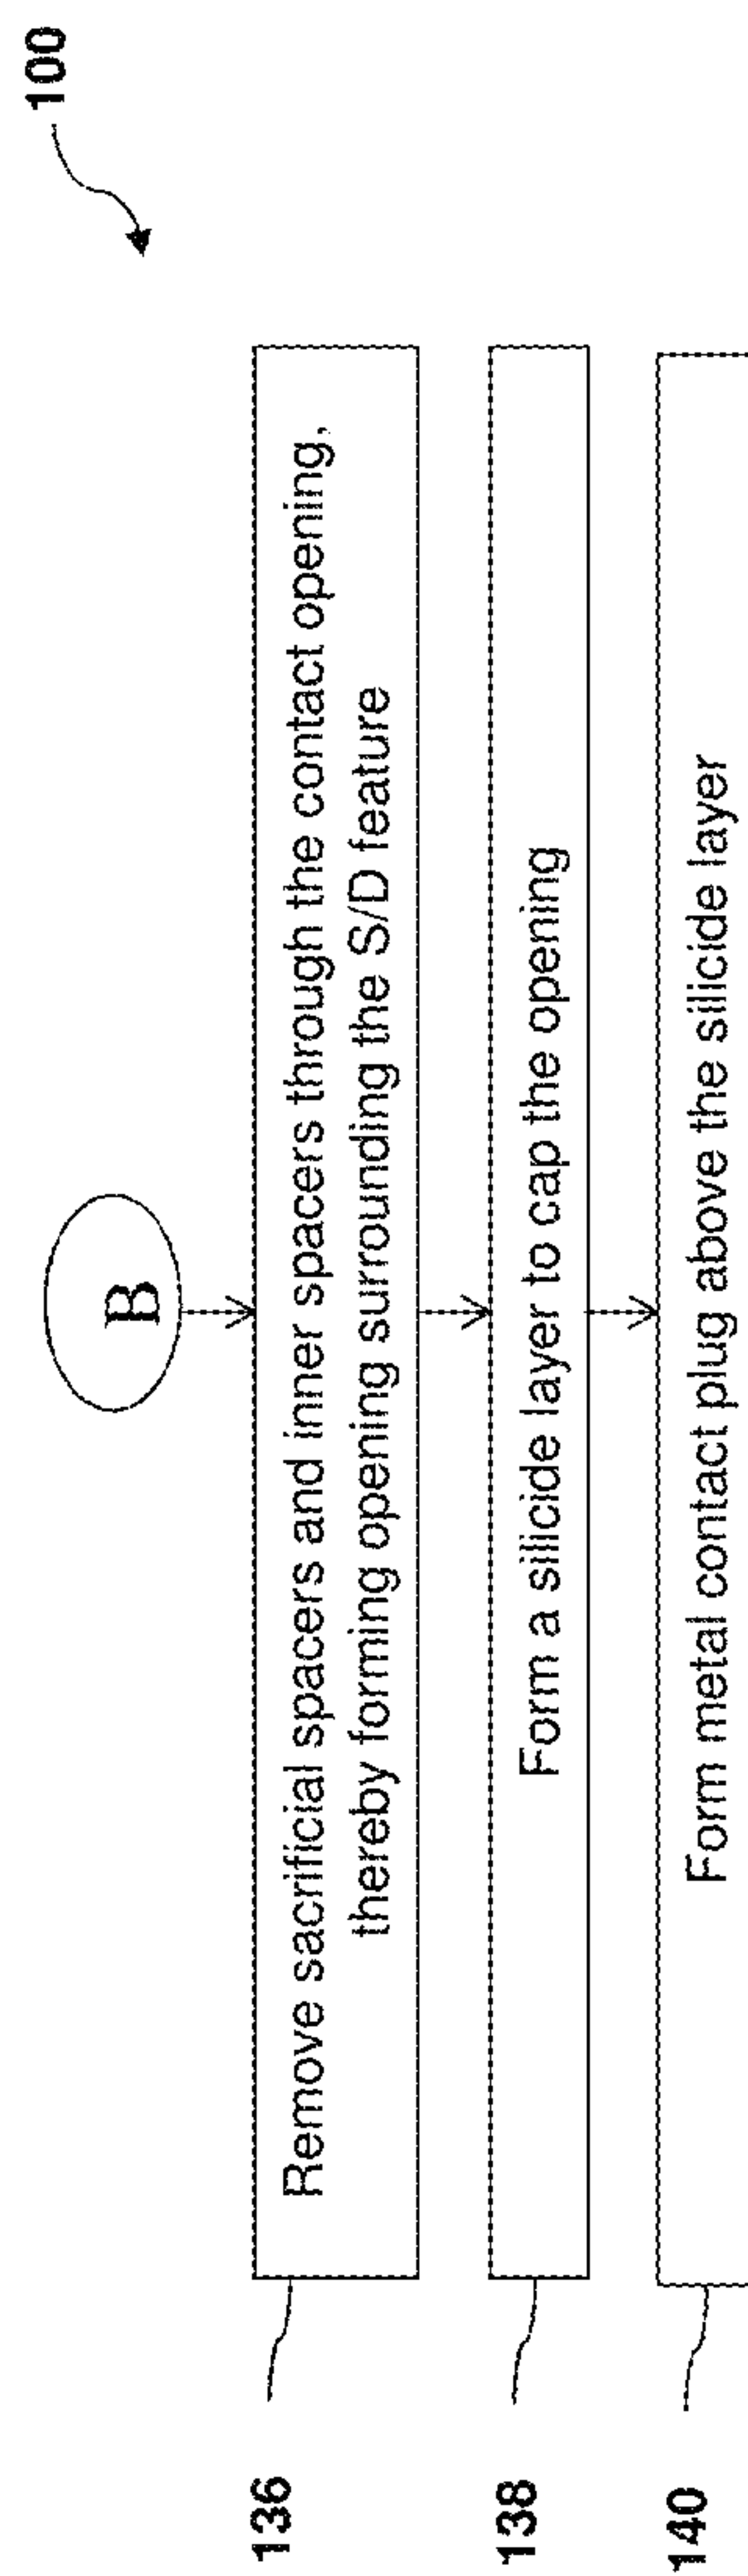 100
B
136
Remove sacrificial spacers and inner spacers through the contact opening,
thereby forming opening surrounding the S/D feature
138
Form a silicide layer to cap the opening
140
Form metal contact plug above the silicide layer